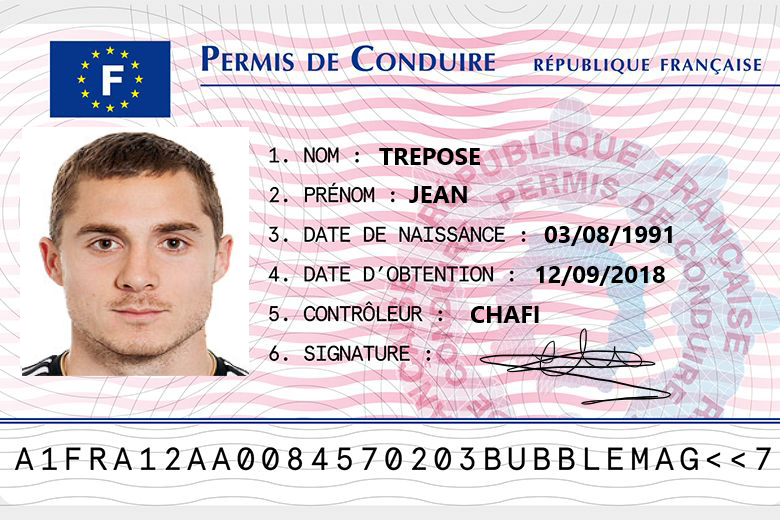 PERMIS DE CONDUIRE RÉPUBLIQUE FRANÇAISE
F
1. NOM : TREPOSE
2. PRÉNOM : JEAN
3. DATE DE NAISSANCE : 03/08/1991
4. DATE D'OBTENTION : 12/09/2018
5. CONTRÔLEUR : CHAFI
6. SIGNATURE :
RÉPUBLIQUE FRANÇAISE
PERMIS DE CONDUIRE
A1FRA12AA0084570203BUBBLEMAG<<7